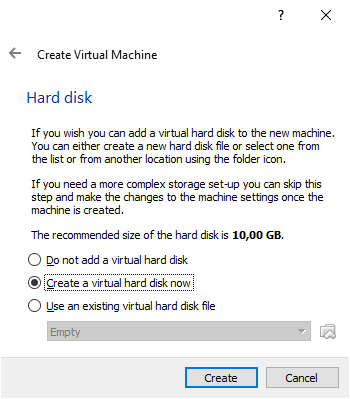 ?
Create Virtual Machine
Hard disk
If you wish you can add a virtual hard disk to the new machine.
You can either create a new hard disk file or select one from
the list or from another location using the folder icon.
If you need a more complex storage set-up you can skip this
step and make the changes to the machine settings once the
machine is created.
The recommended size of the hard disk is 10,00 GB.
Do not add a virtual hard disk
Create a virtual hard disk now
Use an existing virtual hard disk file
Empty
Create Cancel